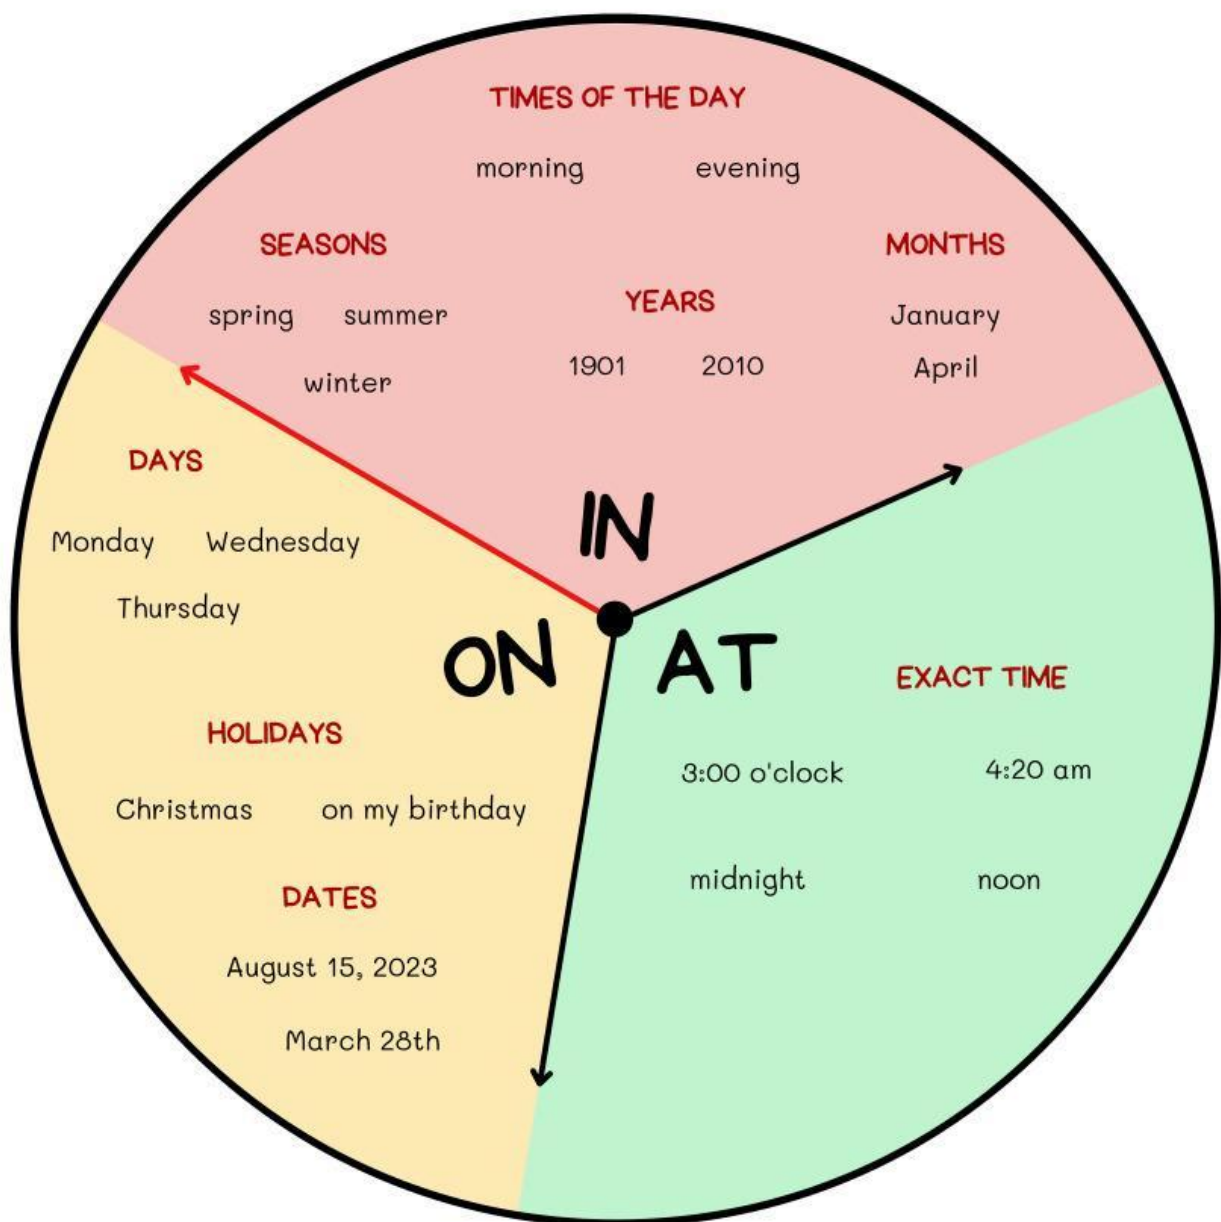 TIMES OF THE DAY
morning evening
SEASONS
spring summer
winter
YEARS
1901 2010
MONTHS
January
April
IN
DAYS
Monday Wednesday
Thursday
ON
HOLIDAYS
Christmas on my birthday
DATES
August 15, 2023
March 28th
AT
EXACT TIME
3:00 o'clock 4:20 am
midnight noon